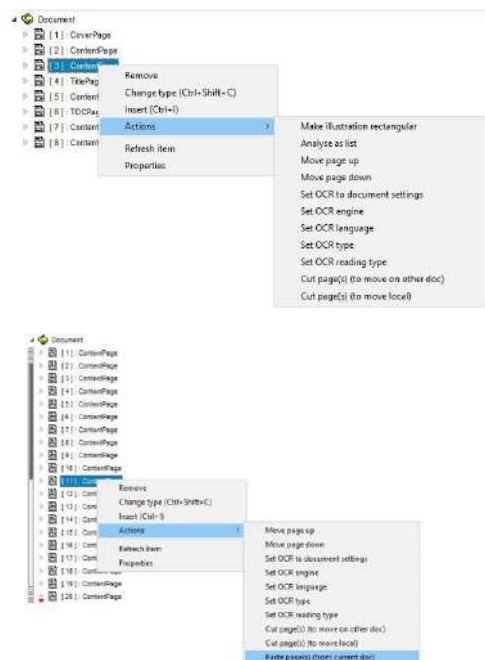 Document
[1] : CoverPage
[2] : ContentPage
[3] : Content
[4] : TitlePag
[5] : Content
[6] : TOCPag
[7] : Content
[8] : Content
Remove
Change type (Ctrl+Shift+C)
Insert (Ctrl+I)
Actions
Refresh item
Properties
Make illustration rectangular
Analyse as list
Move page up
Move page down
Set OCR to document settings
Set OCR engine
Set OCR language
Set OCR type
Set OCR reading type
Cut page(s) (to move on other doc)
Cut page(s) (to move local)
Document
[1] : ContentPage
[2] : ContentPage
[3] : ContentPage
[4] : ContentPage
[5] : ContentPage
[6] : ContentPage
[7] : ContentPage
[8] : ContentPage
[9] : ContentPage
[10] : ContentPage
[11] : Cont
[12] : Cont
[13] : Cont
[14] : Cont
[15] : Cont
[16] : Cont
[17] : Cont
[18] : Cont
[19] : ContentPage
[20] : ContentPage
Remove
Change type (Ctrl+Shift+C)
Insert (Ctrl+I)
Actions
Refresh item
Properties
Move page up
Move page down
Set OCR to document settings
Set OCR engine
Set OCR language
Set OCR type
Set OCR reading type
Cut page(s) (to move on other doc)
Cut page(s) (to move local)
Paste page(s) (from current doc)